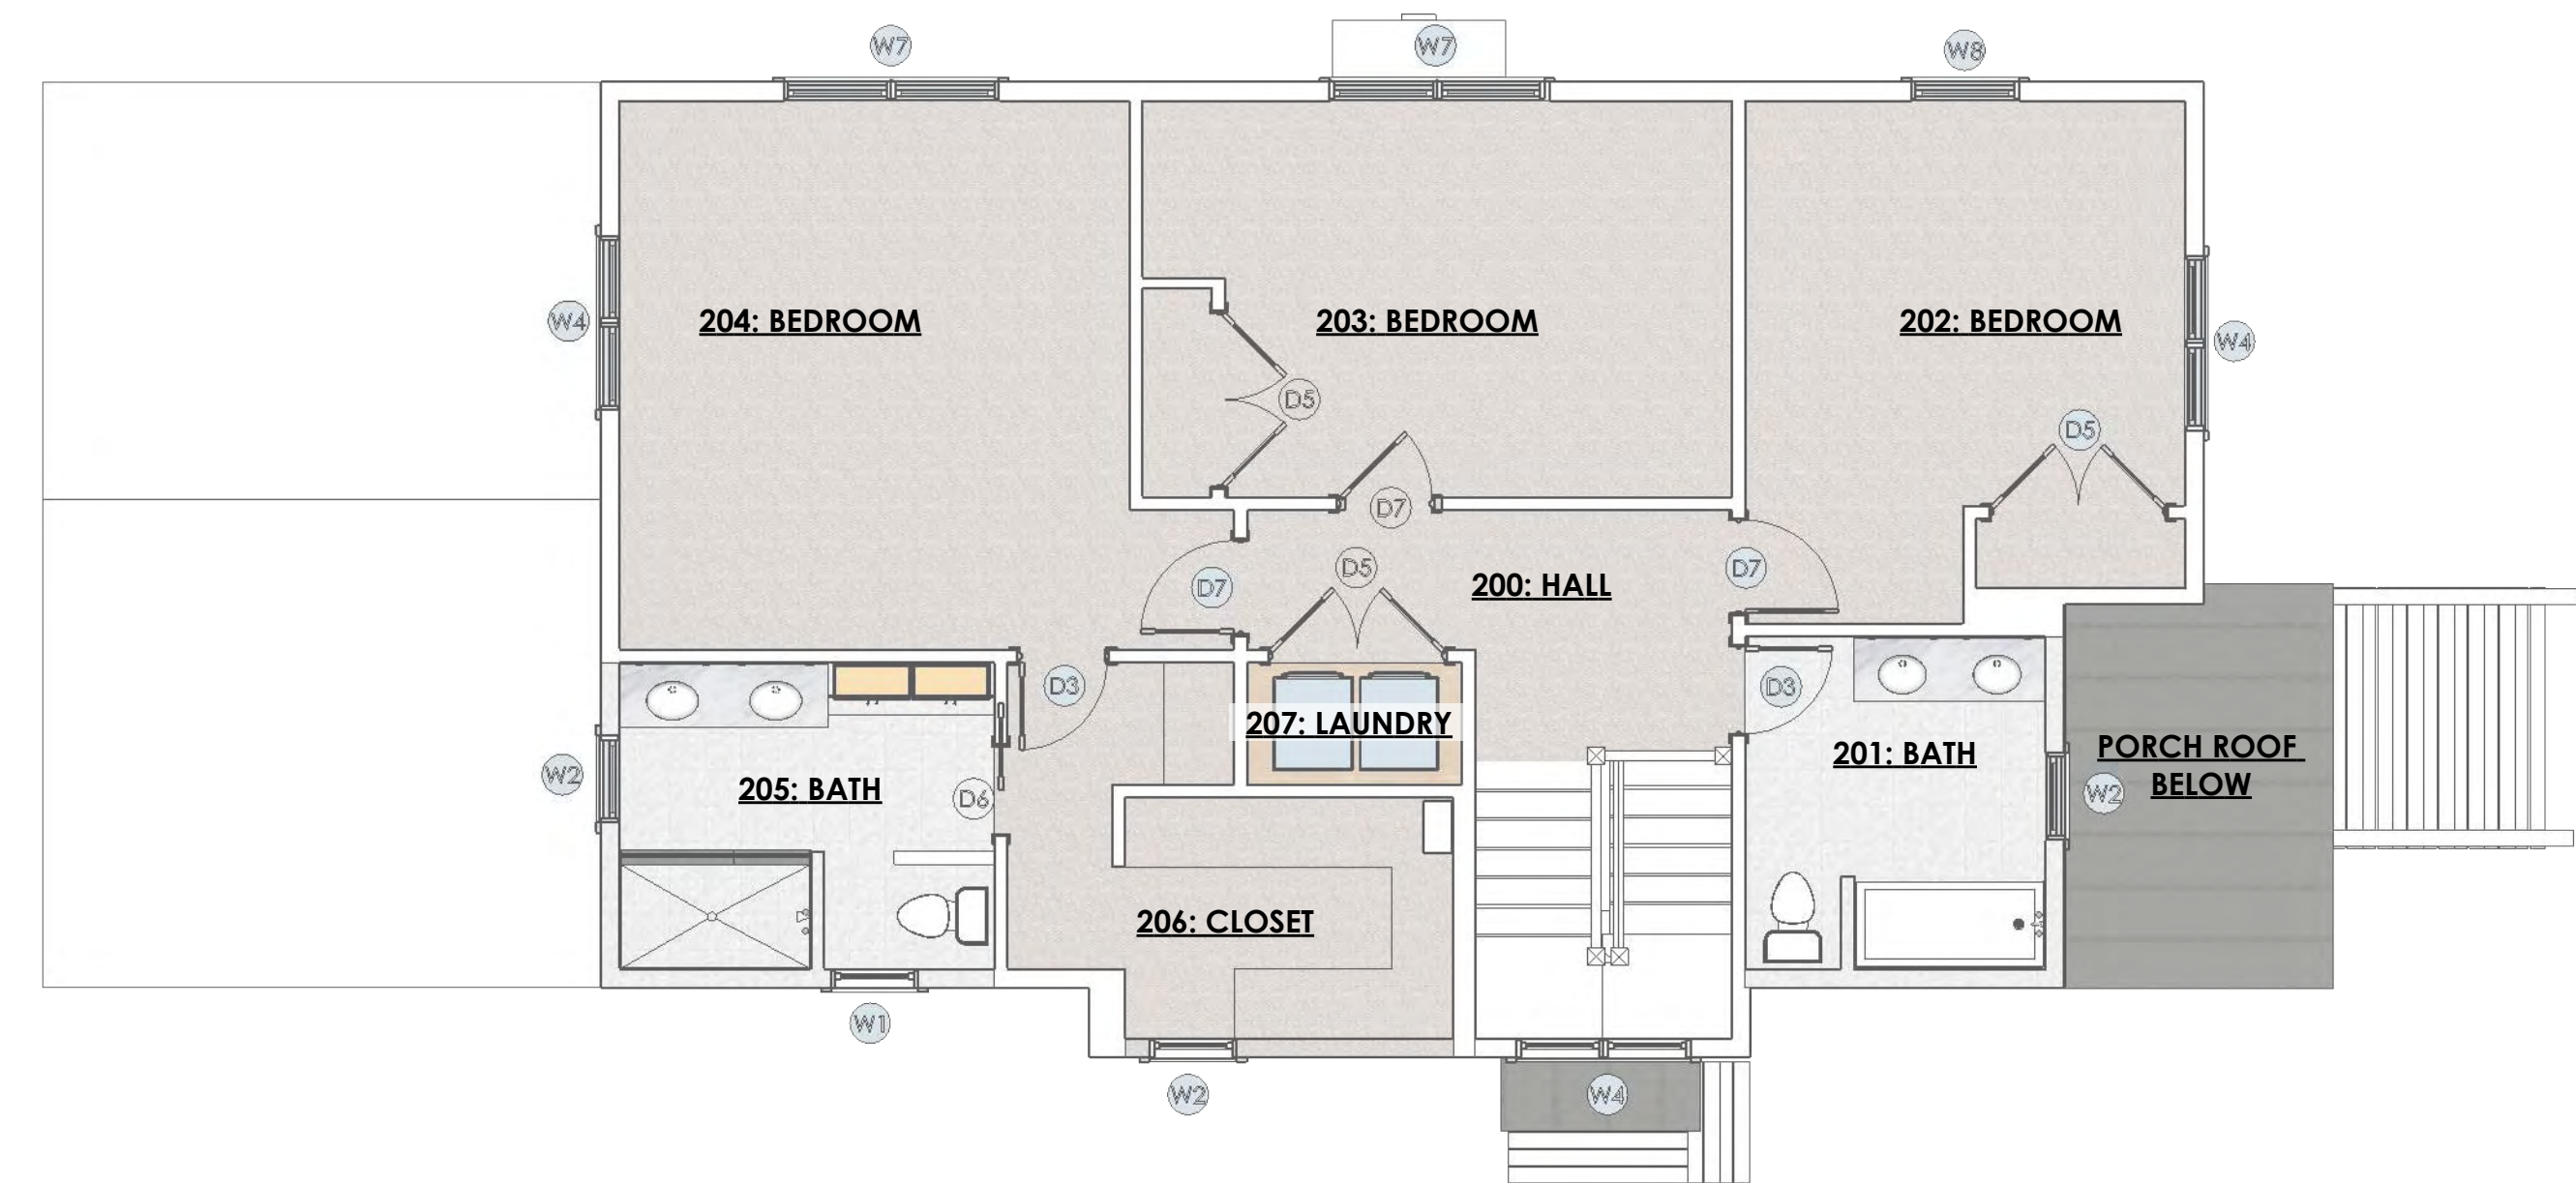 W7
W7
W8
204: BEDROOM
203: BEDROOM
202: BEDROOM
W4
W4
D5
D5
D7
D5
D7
D7
200: HALL
D3
D3
207: LAUNDRY
W2
205: BATH
D6
201: BATH
PORCH ROOF
BELOW
W2
206: CLOSET
W1
W2
W4